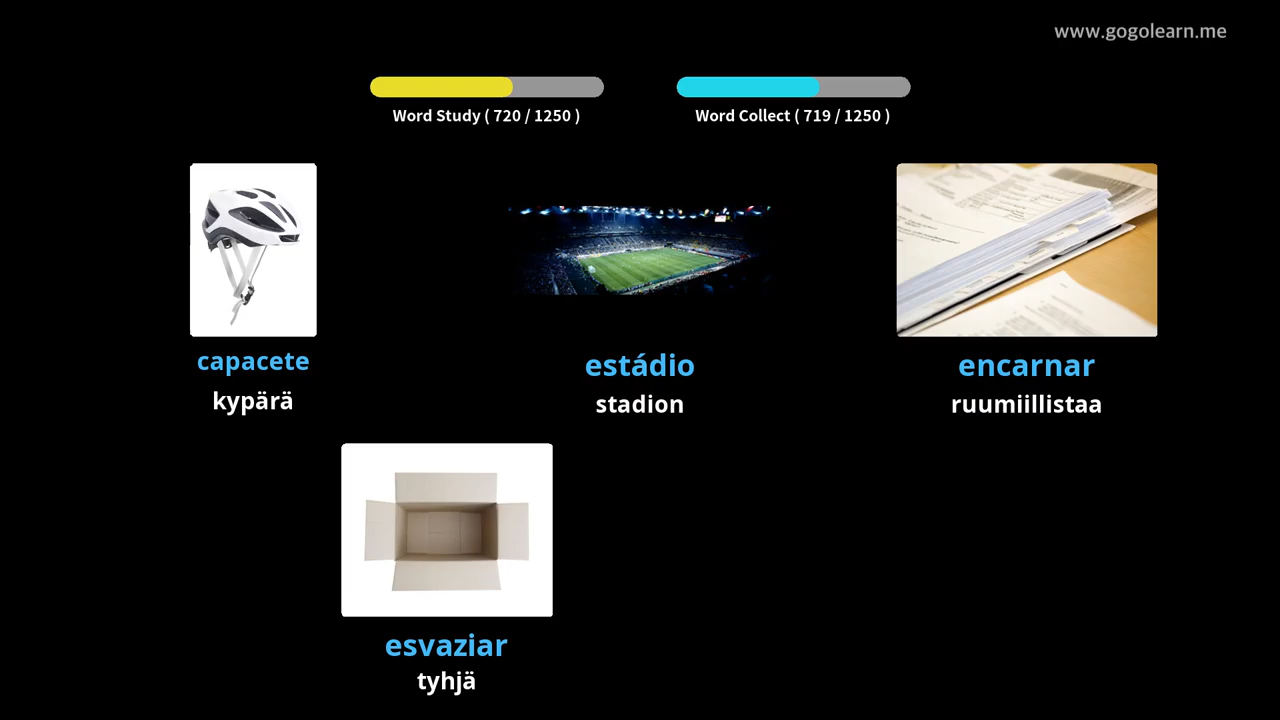 www.gogolearn.me
Word Study ( 720 / 1250 )
Word Collect ( 719 / 1250 )
capacete
kypärä
estádio
stadion
encarnar
ruumiillistaa
esvaziar
tyhjä